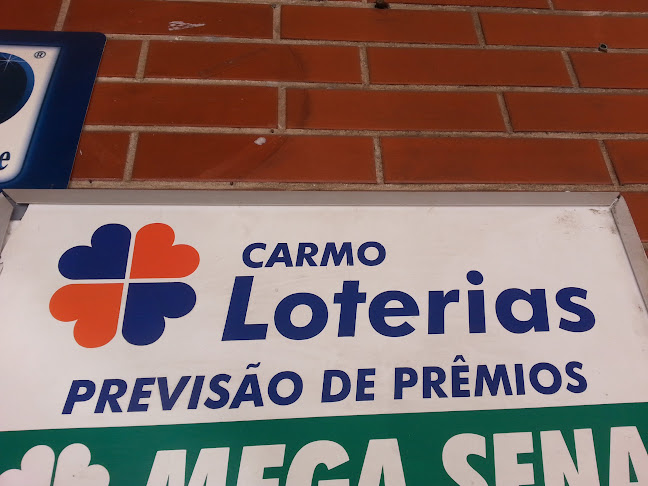 CARMO
Loterias
PREVISÃO DE PRÊMIOS
MEGA SENA